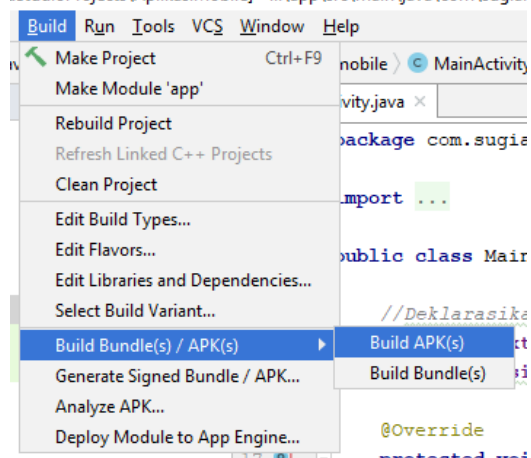 Build Run Tools VCS Window Help
Make Project Ctrl+F9
mobile MainActivity
Make Module 'app'
vity.java ×
Rebuild Project
package com.sugia
Refresh Linked C++ Projects
Clean Project
import ...
Edit Build Types...
Edit Flavors...
public class Main
Edit Libraries and Dependencies...
Select Build Variant...
//Deklarasika
Build Bundle(s) / APK(s)
Build APK(s)
Generate Signed Bundle / APK...
Build Bundle(s)
Analyze APK...
@Override
Deploy Module to App Engine...